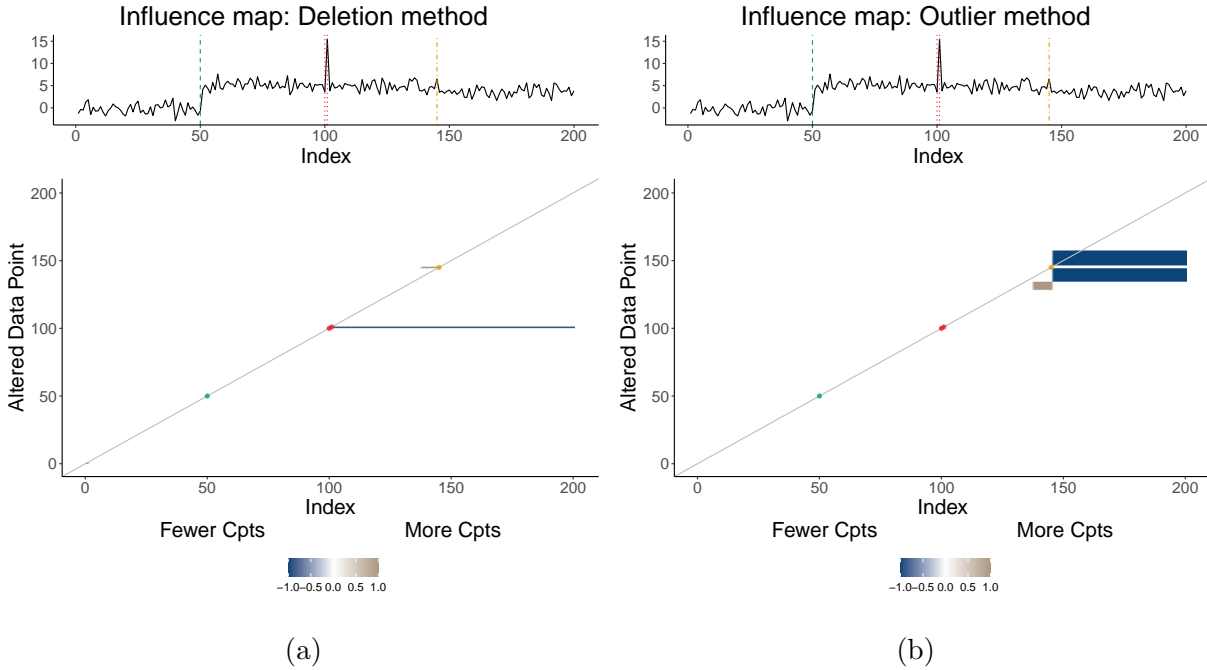 Influence map: Deletion method
15
10
5
0
0
50
100
150
200
Index
200
150
100
50
0
Altered Data Point
0
50
100
150
200
Index
Fewer Cpts
More Cpts
−1.0−0.5 0.0 0.5 1.0
(a)
Influence map: Outlier method
15
10
5
0
0
50
100
150
200
Index
200
150
100
50
0
Altered Data Point
0
50
100
150
200
Index
Fewer Cpts
More Cpts
−1.0−0.5 0.0 0.5 1.0
(b)